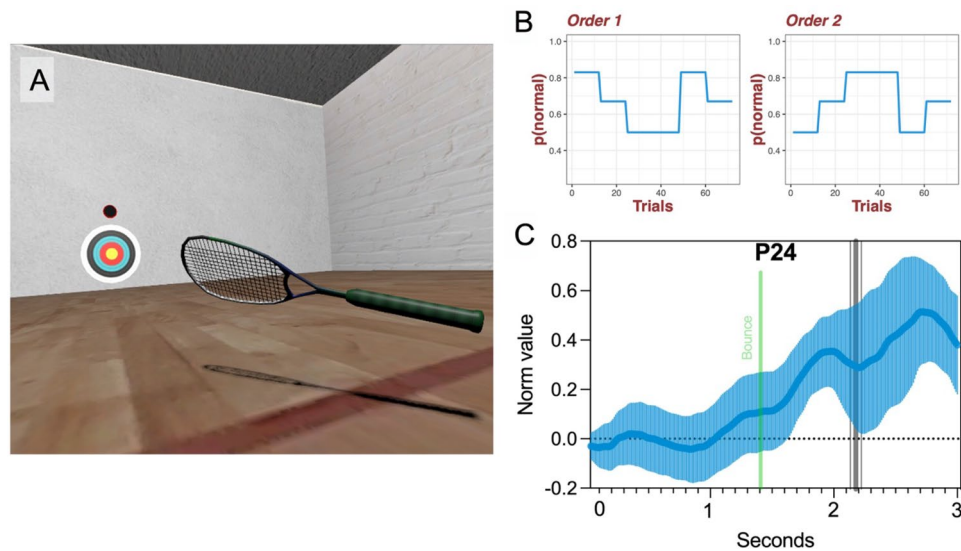 A
B
Order 1
Order 2
1.0
0.8
0.6
0.4
p(normal)
0
20
40
60
Trials
1.0
0.8
0.6
0.4
p(normal)
0
20
40
60
Trials
C
P24
Bounce
0.8
0.6
0.4
0.2
0.0
-0.2
Norm value
0
1
2
3
Seconds